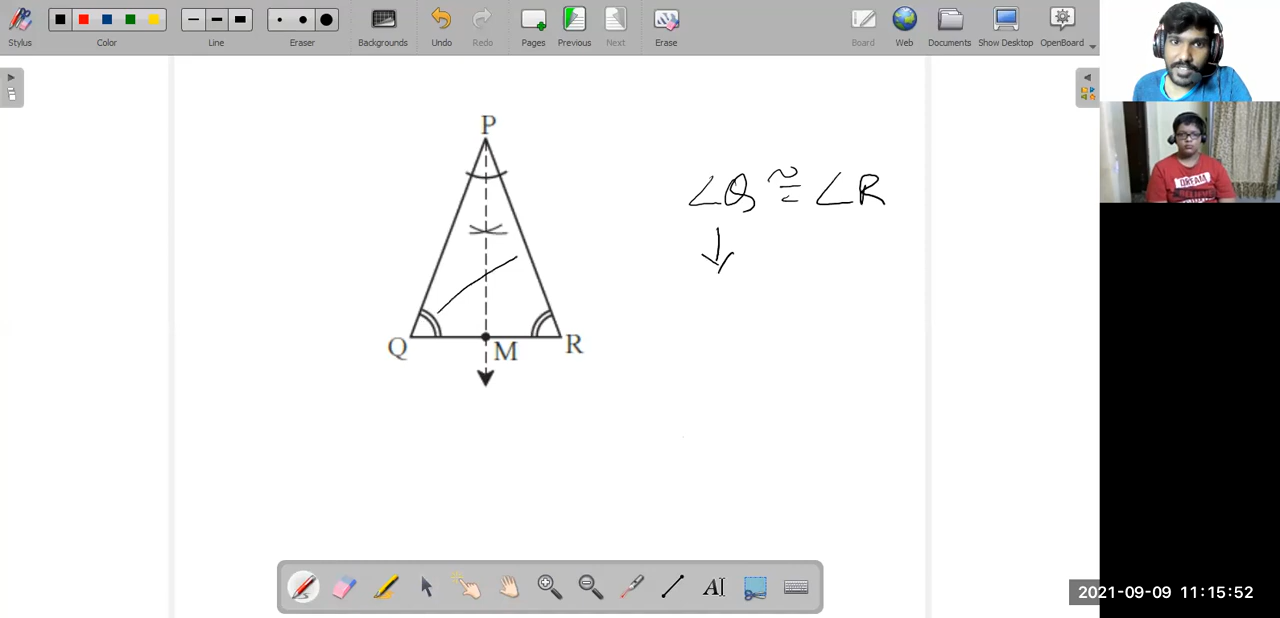 Stylus
Color
Line
Eraser
Backgrounds
Undo
Redo
Pages
Previous
Next
Erase
Board
Web
Documents
Show Desktop
OpenBoard
P
∠Q ≅ ∠R
↓
Q M R
DREAM
2021-09-09 11:15:52